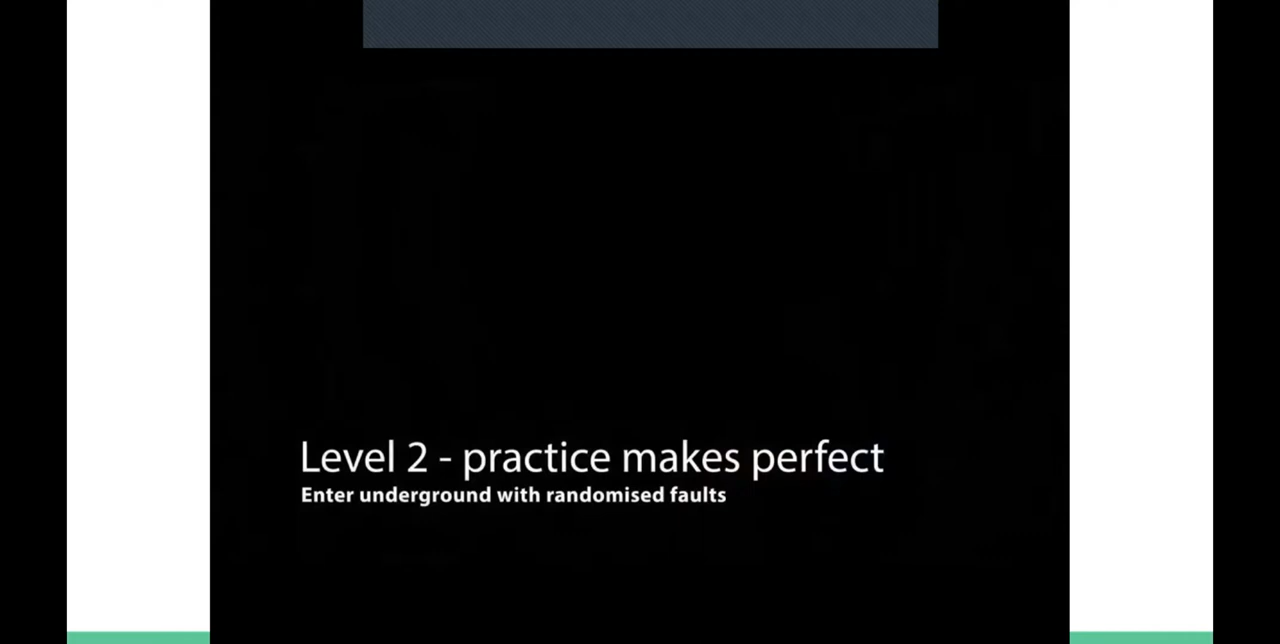 Level 2 - practice makes perfect
Enter underground with randomised faults